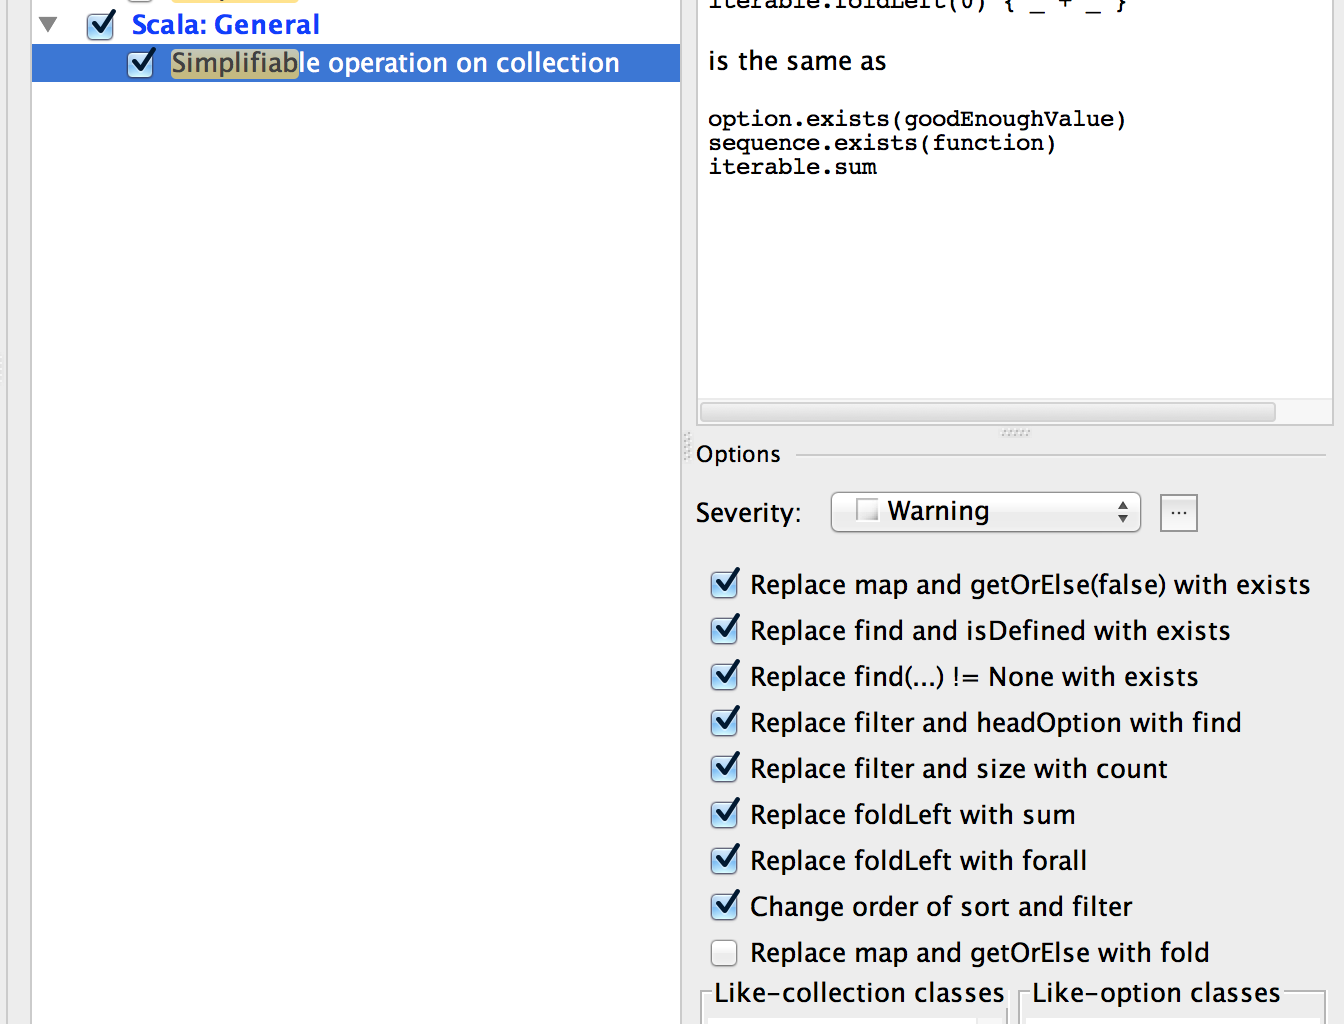 Scala: General
Simplifiable operation on collection
iterable.foldLeft(0) { _ + _ }
is the same as
option.exists(goodEnoughValue)
sequence.exists(function)
iterable.sum
Options
Severity: Warning ...
Replace map and getOrElse(false) with exists
Replace find and isDefined with exists
Replace find(...) != None with exists
Replace filter and headOption with find
Replace filter and size with count
Replace foldLeft with sum
Replace foldLeft with forall
Change order of sort and filter
Replace map and getOrElse with fold
Like-collection classes
Like-option classes